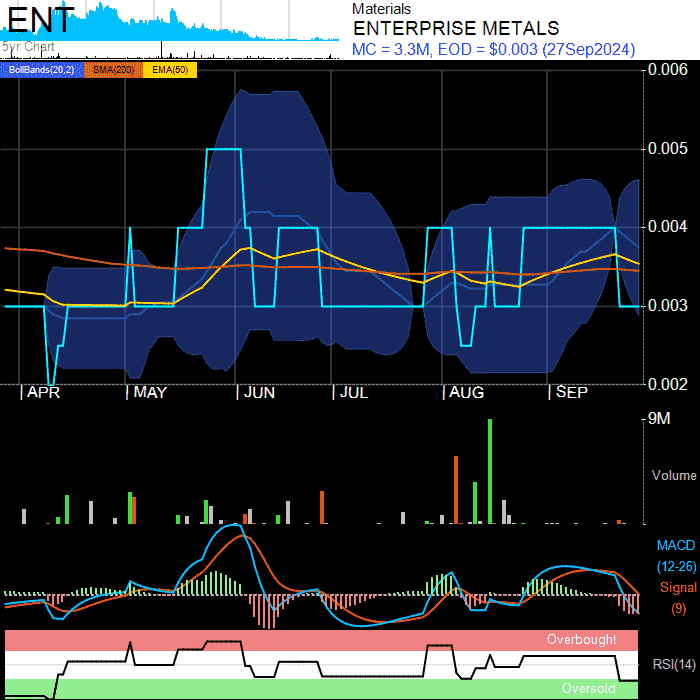 ENT
5yr Chart
Materials
ENTERPRISE METALS
MC = 3.3M, EOD = $0.003 (27Sep2024)
BollBands(20,2) SMA(200) EMA(50)
0.006
0.005
0.004
0.003
0.002
APR MAY JUN JUL AUG SEP
9M
Volume
MACD
(12-26)
Signal
(9)
Overbought
RSI(14)
Oversold